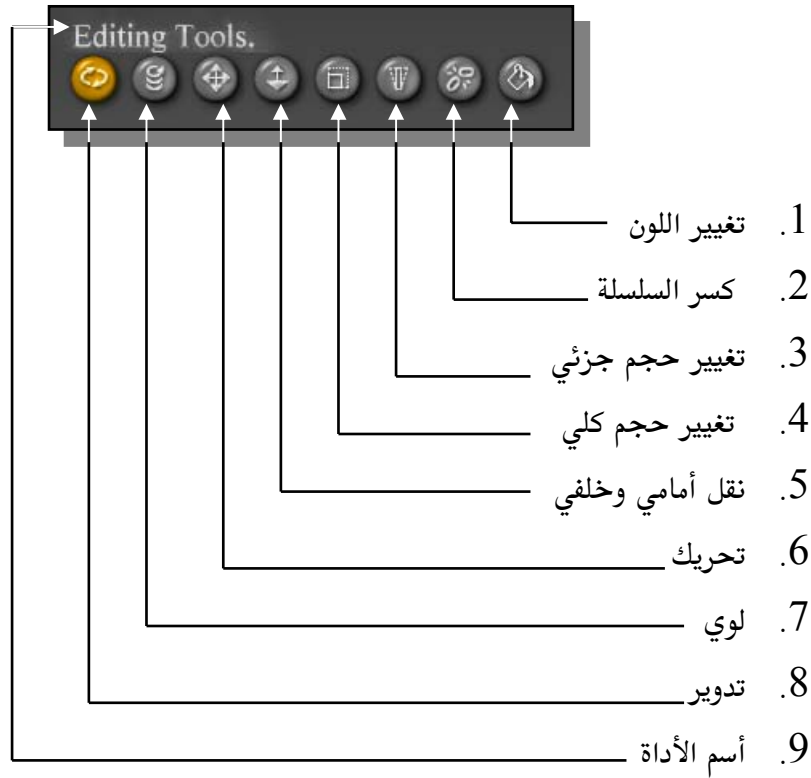 Editing Tools.
1. تغيير اللون
2. كسر السلسلة
3. تغيير حجم جزئي
4. تغيير حجم كلي
5. نقل أمامي وخلفي
6. تحريك
7. لوي
8. تدوير
9. أسم الأداة